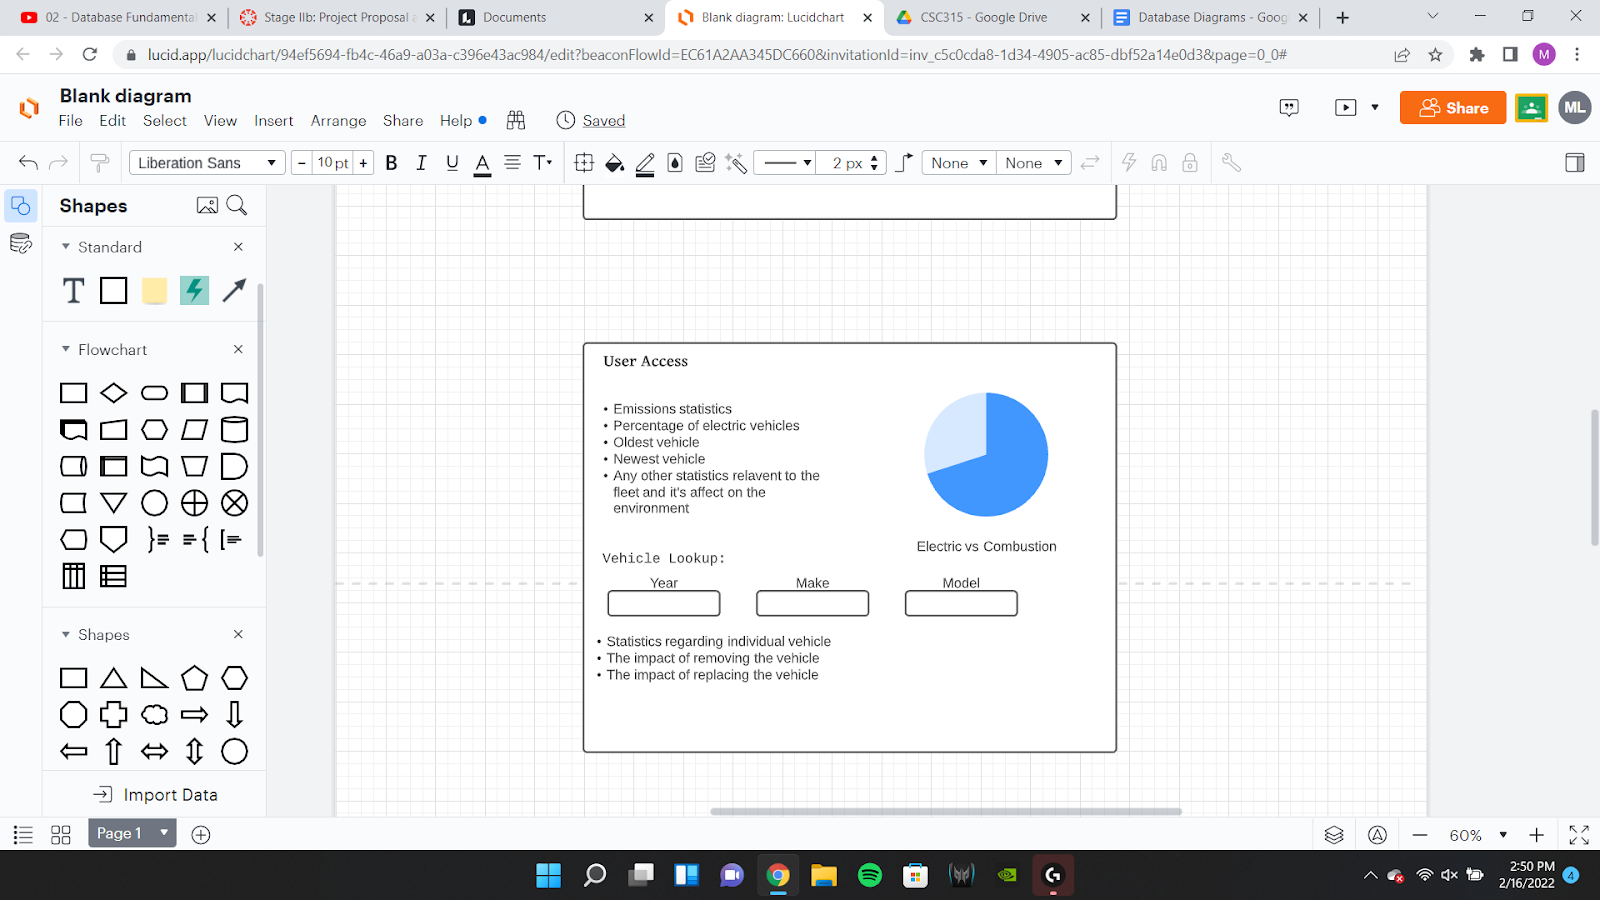 02 - Database Fundamental
Stage IIb: Project Proposal a
Documents
Blank diagram: Lucidchart
CSC315 - Google Drive
Database Diagrams - Goog
lucid.app/lucidchart/94ef5694-fb4c-46a9-a03a-c396e43ac984/edit?beaconFlowId=EC61A2AA345DC660&invitationId=inv_c5c0cda8-1d34-4905-ac85-dbf52a14e0d3&page=0_0#
M
Blank diagram
File Edit Select View Insert Arrange Share Help
Saved
Share
ML
Liberation Sans
- 10 pt +
B I U A T
2 px
None
None
Shapes
Standard
T
Flowchart
Shapes
Import Data
User Access
• Emissions statistics
• Percentage of electric vehicles
• Oldest vehicle
• Newest vehicle
• Any other statistics relavent to the
fleet and it's affect on the
environment
Electric vs Combustion
Vehicle Lookup:
Year Make Model
• Statistics regarding individual vehicle
• The impact of removing the vehicle
• The impact of replacing the vehicle
Page 1
60%
2:50 PM
2/16/2022
4